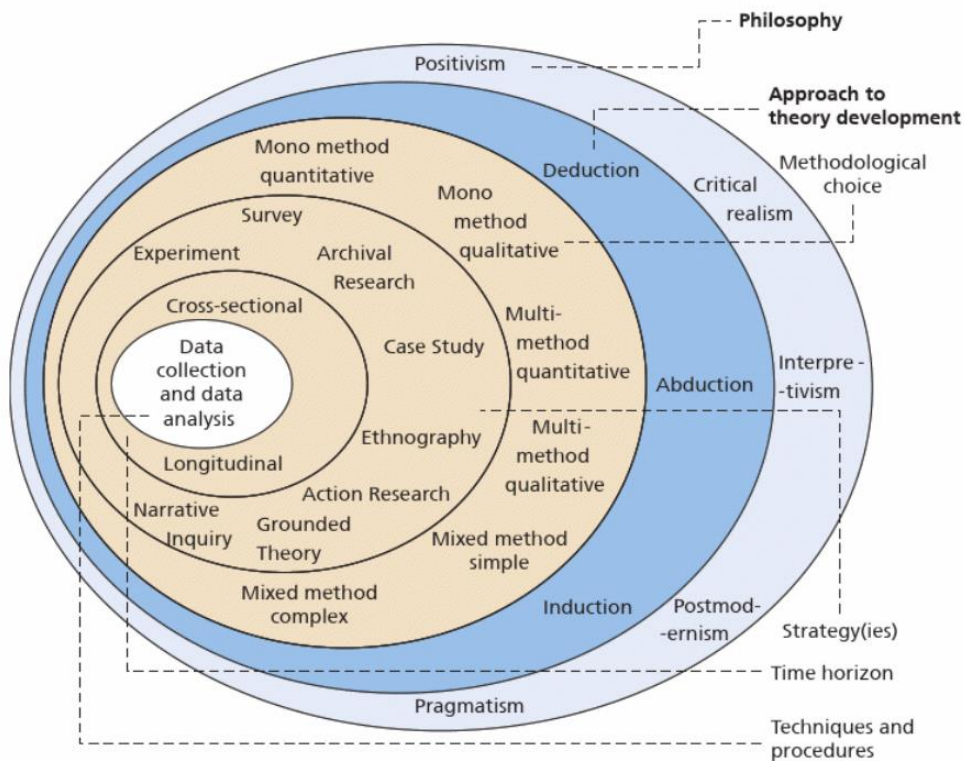 Philosophy
Positivism
Approach to
theory development
Mono method
quantitative
Deduction
Methodological
choice
Critical
realism
Mono
method
qualitative
Survey
Experiment
Archival
Research
Cross-sectional
Multi-
method
quantitative
Data
collection
and data
analysis
Case Study
Interpre -
-tivism
Abduction
Ethnography
Multi-
method
qualitative
Longitudinal
Action Research
Narrative
Inquiry
Grounded
Theory
Mixed method
simple
Mixed method
complex
Induction
Postmod-
-ernism
Strategy(ies)
Time horizon
Pragmatism
Techniques and
procedures